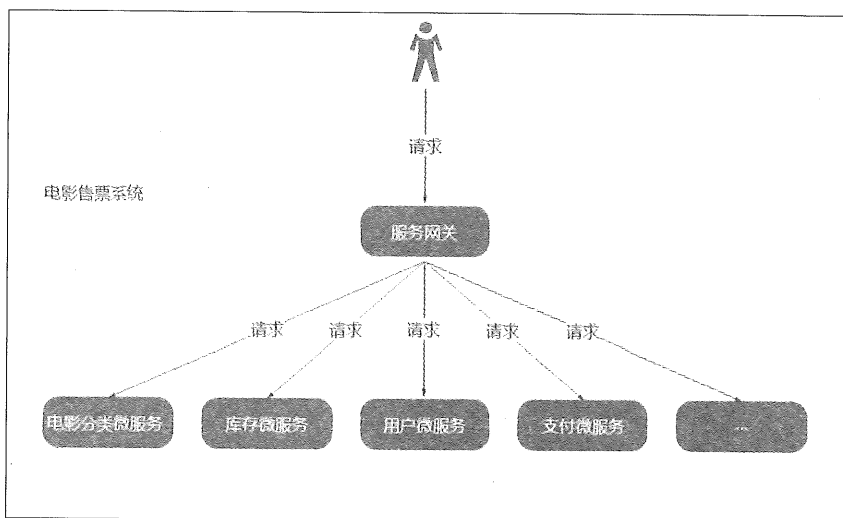 请求
电影售票系统
服务网关
请求
请求
请求
请求
请求
电影分类微服务
库存微服务
用户微服务
支付微服务
...